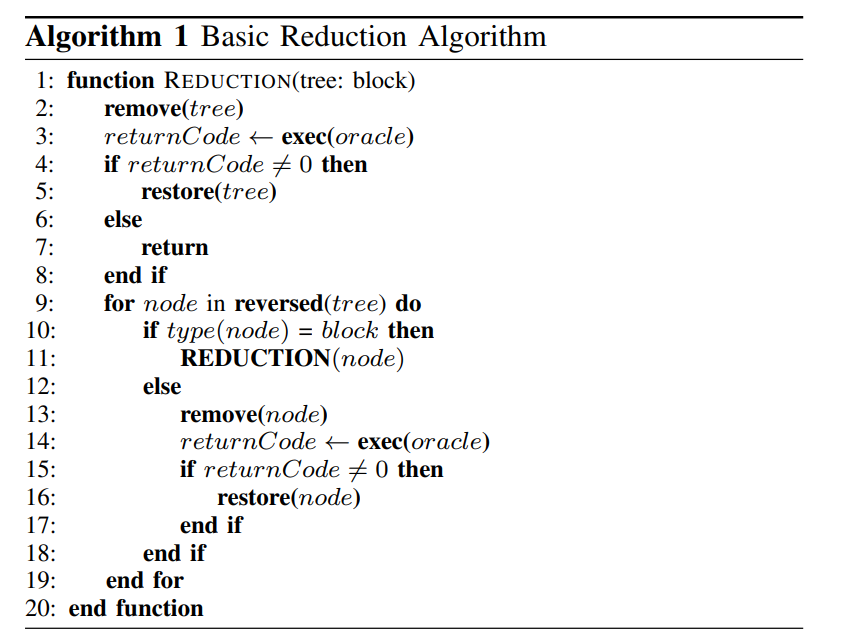 Algorithm 1 Basic Reduction Algorithm
1: function REDUCTION(tree: block)
2: remove(tree)
3: returnCode ← exec(oracle)
4: if returnCode ≠ 0 then
5: restore(tree)
6: else
7: return
8: end if
9: for node in reversed(tree) do
10: if type(node) = block then
11: REDUCTION(node)
12: else
13: remove(node)
14: returnCode ← exec(oracle)
15: if returnCode ≠ 0 then
16: restore(node)
17: end if
18: end if
19: end for
20: end function